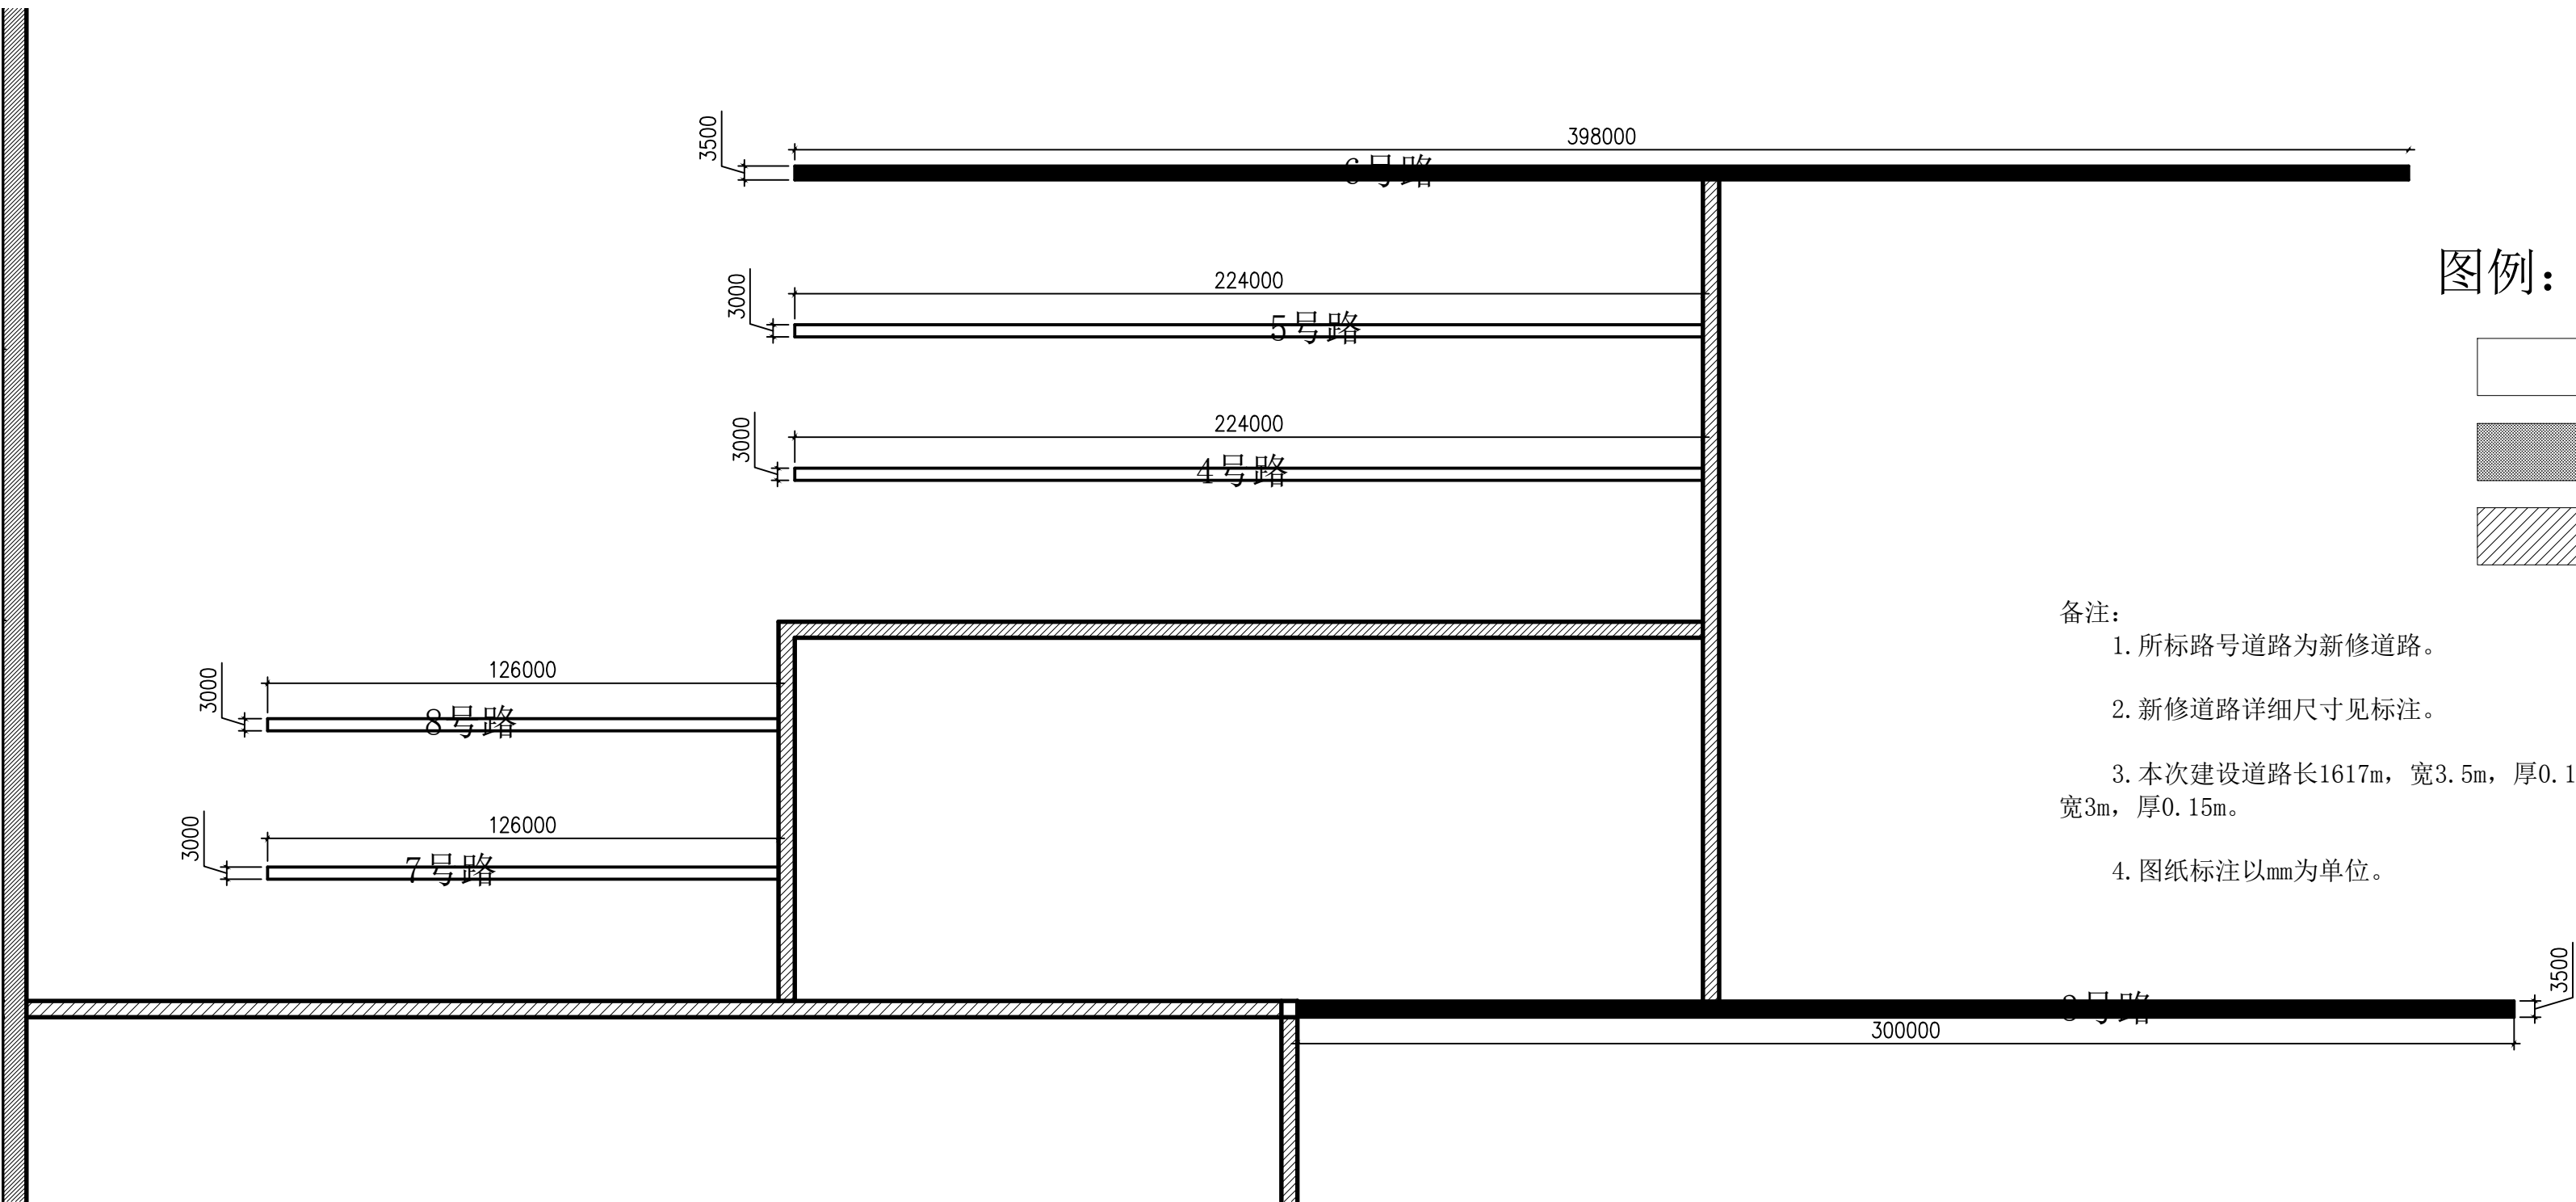 398000
3500
6号路
图例：
224000
3000
5号路
224000
3000
4号路
备注：
1.所标路号道路为新修道路。
126000
3000
8号路
2.新修道路详细尺寸见标注。
3.本次建设道路长1617m，宽3.5m，厚0.1
宽3m，厚0.15m。
126000
3000
7号路
4.图纸标注以mm为单位。
3500
号路
300000